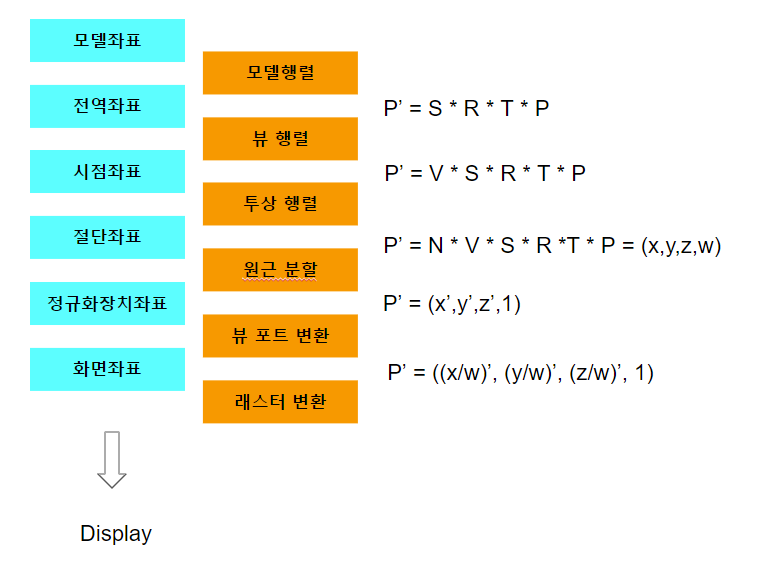 모델좌표
모델행렬
전역좌표
P’ = S * R * T * P
뷰 행렬
시점좌표
P’ = V * S * R * T * P
투상 행렬
절단좌표
P’ = N * V * S * R *T * P = (x,y,z,w)
원근 분할
정규화장치좌표
P’ = (x’,y’,z’,1)
뷰 포트 변환
화면좌표
P’ = ((x/w)’, (y/w)’, (z/w)’, 1)
래스터 변환
Display